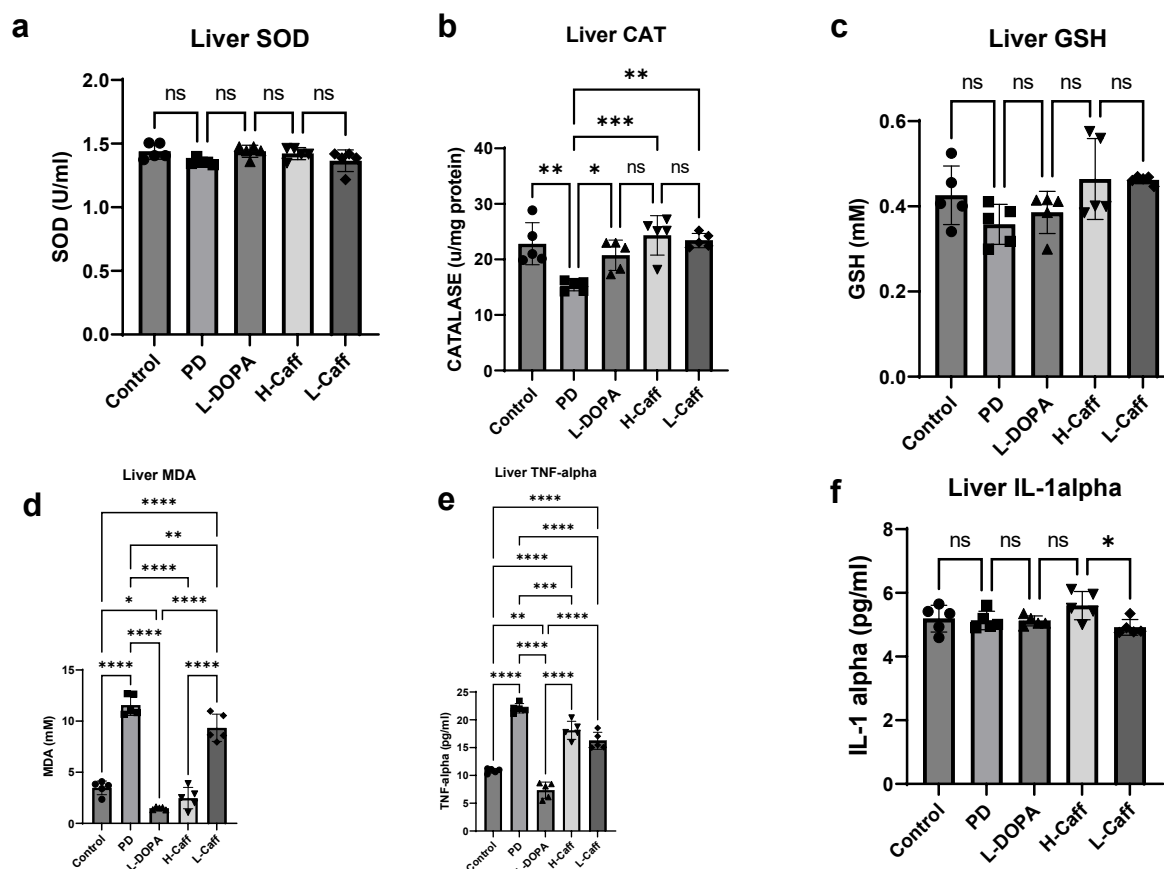 a
Liver SOD
ns ns ns ns
2.0
1.5
1.0
0.5
0.0
SOD (U/ml)
Control PD L-DOPA H-Caff L-Caff
b
Liver CAT
**
***
** * ns ns
40
30
20
10
0
CATALASE (u/mg protein)
Control PD L-DOPA H-Caff L-Caff
c
Liver GSH
ns ns ns ns
0.6
0.4
0.2
0.0
GSH (mM)
Control PD L-DOPA H-Caff L-Caff
d
Liver MDA
****
**
****
* ****
****
**** ****
15
10
5
0
MDA (mM)
Control PD L-DOPA H-Caff L-Caff
e
Liver TNF-alpha
****
****
****
***
** ****
****
**** ****
25
20
15
10
5
0
TNF-alpha (pg/ml)
Control PD L-DOPA H-Caff L-Caff
f
Liver IL-1alpha
ns ns ns *
8
6
4
2
0
IL-1 alpha (pg/ml)
Control PD L-DOPA H-Caff L-Caff